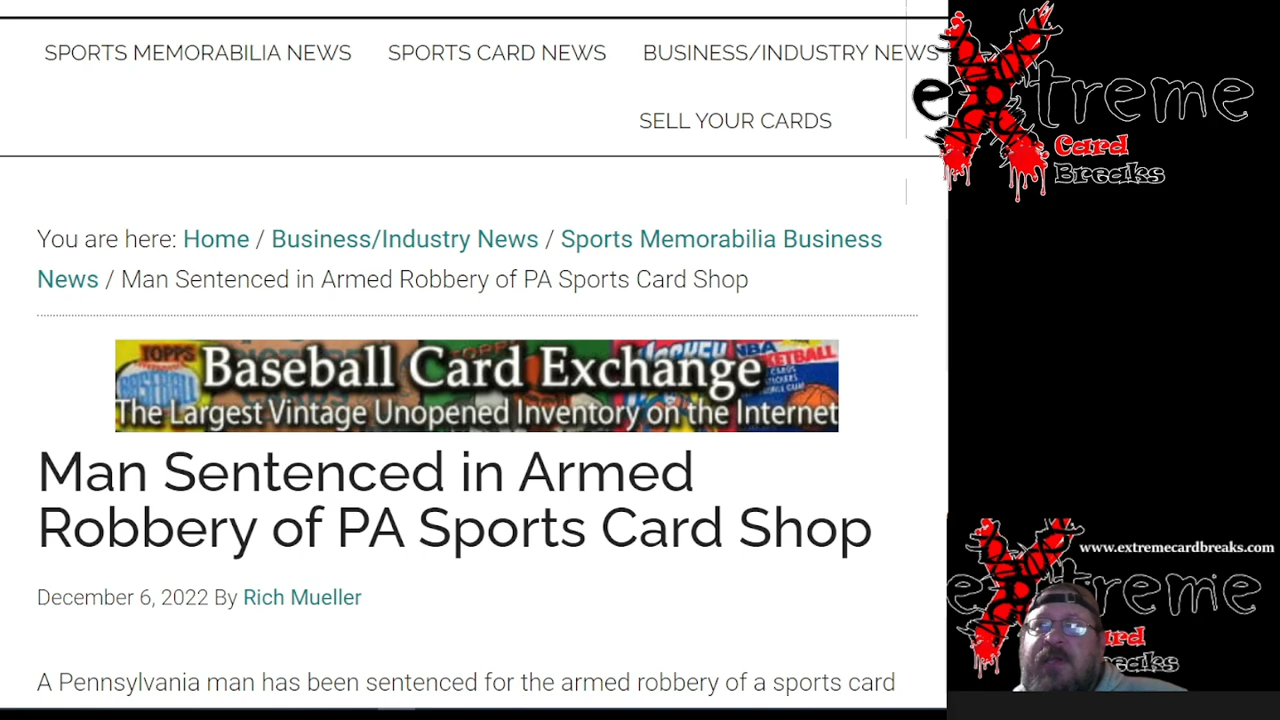 SPORTS MEMORABILIA NEWS SPORTS CARD NEWS BUSINESS/INDUSTRY NEWS
SELL YOUR CARDS
eXtreme
Card
Breaks
You are here: Home / Business/Industry News / Sports Memorabilia Business
News / Man Sentenced in Armed Robbery of PA Sports Card Shop
TOPPS
BASEBALL
HOCKEY
NBA
Baseball Card Exchange
The Largest Vintage Unopened Inventory on the Internet
Man Sentenced in Armed
Robbery of PA Sports Card Shop
December 6, 2022 By Rich Mueller
A Pennsylvania man has been sentenced for the armed robbery of a sports card
www.extremecardbreaks.com
eXtreme